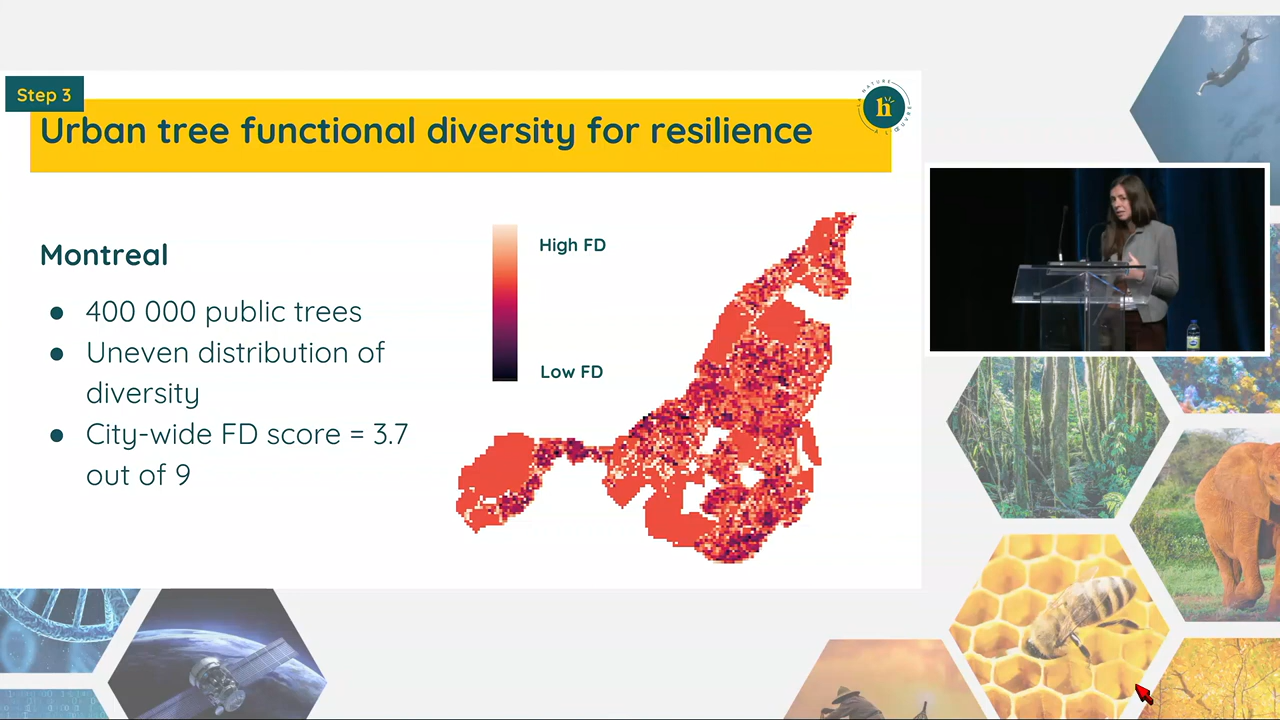 Step 3
Urban tree functional diversity for resilience
h
Montreal
● 400 000 public trees
● Uneven distribution of
diversity
● City-wide FD score = 3.7
out of 9
High FD
Low FD